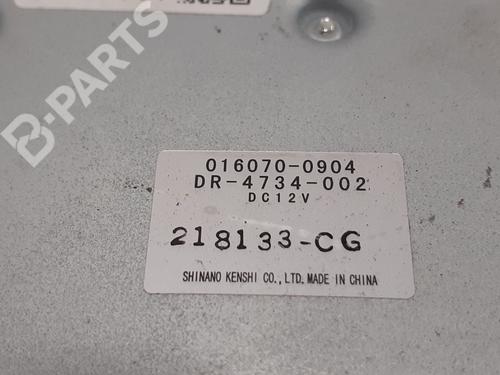 B-PARTS
016070-0904
DR-4734-002
DC12V
218133-CG
SHINANO KENSHI CO.,LTD. MADE IN CHINA